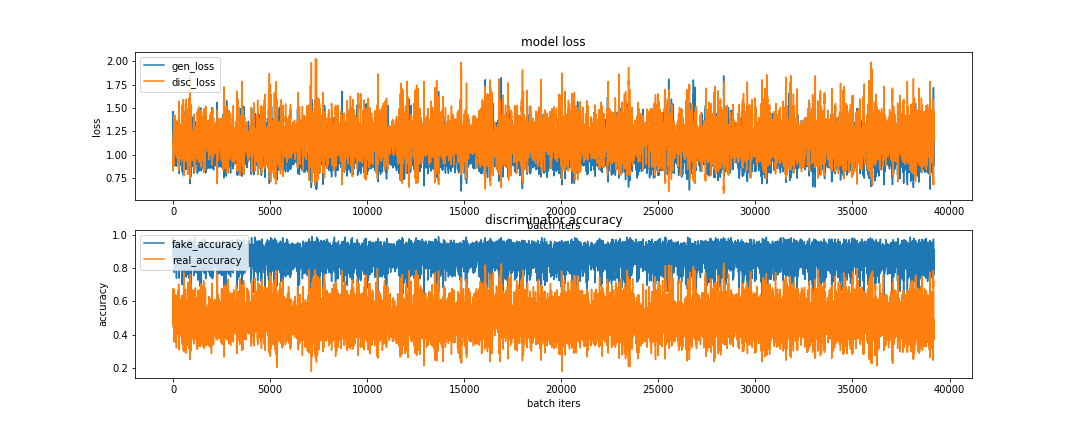 model loss
2.00
1.75
1.50
1.25
1.00
0.75
loss
gen_loss
disc_loss
0
5000
10000
15000
20000
25000
30000
35000
40000
batch iters
discriminator accuracy
1.0
0.8
0.6
0.4
0.2
accuracy
fake_accuracy
real_accuracy
0
5000
10000
15000
20000
25000
30000
35000
40000
batch iters